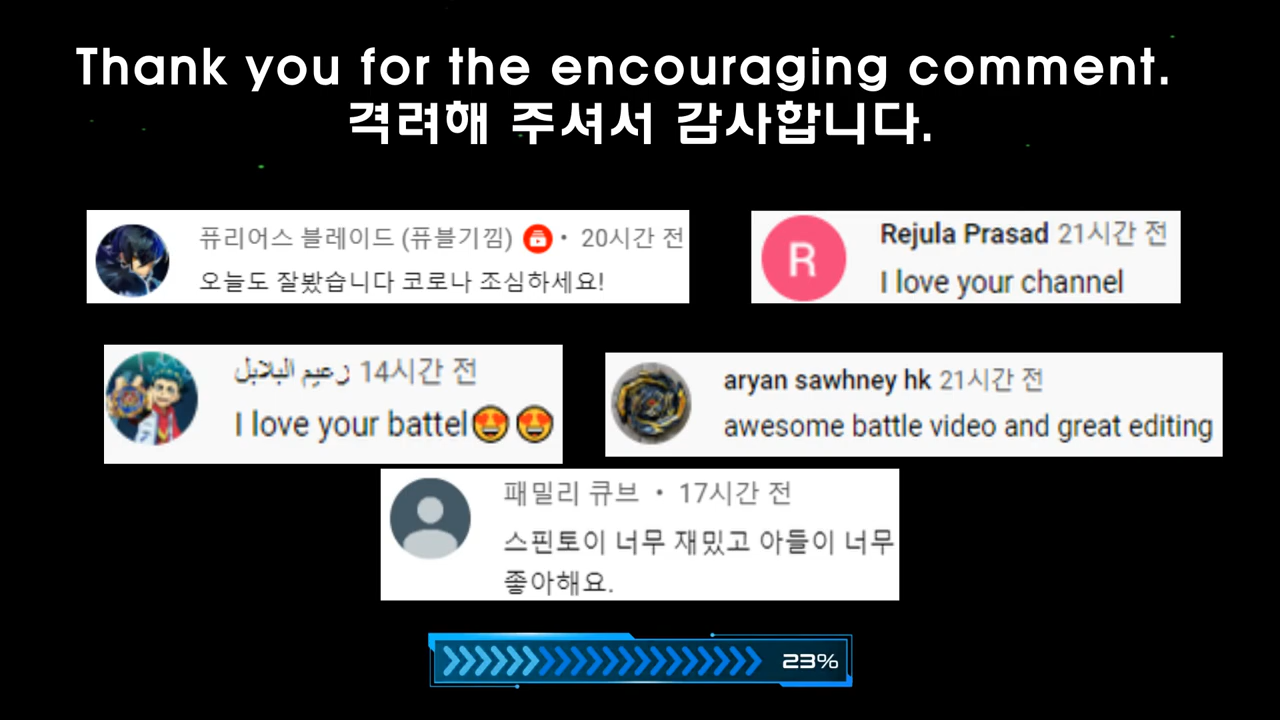 Thank you for the encouraging comment.
격려해 주셔서 감사합니다.
퓨리어스 블레이드 (퓨블기낌) • 20시간 전
오늘도 잘봤습니다 코로나 조심하세요!
R
Rejula Prasad 21시간 전
I love your channel
زعيم البلابل 14시간 전
I love your battel😍😍
aryan sawhney hk 21시간 전
awesome battle video and great editing
패밀리 큐브 • 17시간 전
스핀토이 너무 재밌고 아들이 너무
좋아해요.
23%